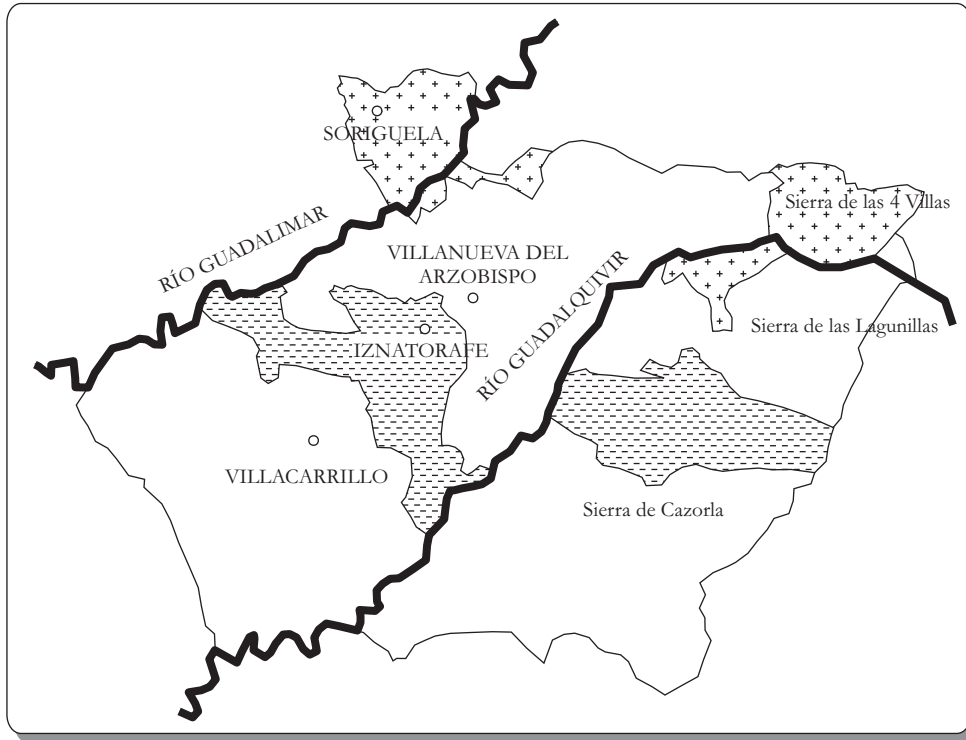 SORIGUELA
Sierra de las 4 Villas
RÍO GUADALIMAR
VILLANUEVA DEL
ARZOBISPO
RÍO GUADALQUIVIR
Sierra de las Lagunillas
IZNATORAFE
VILLACARRILLO
Sierra de Cazorla